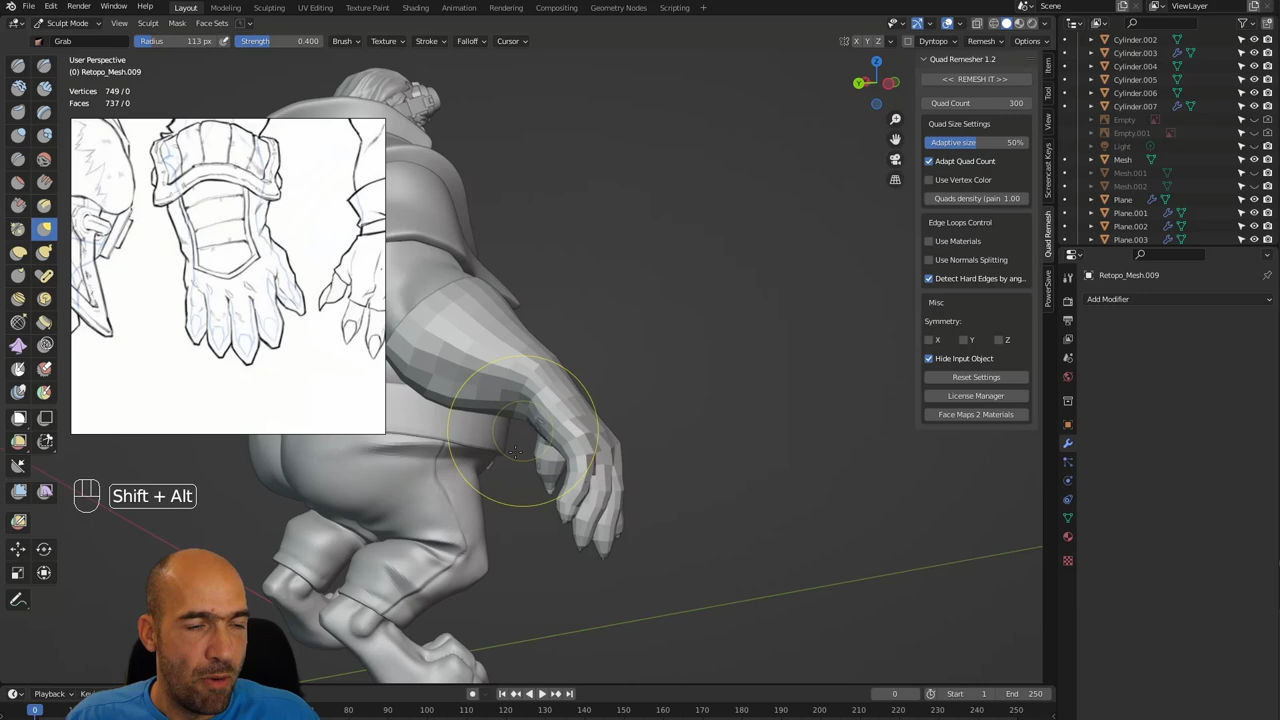 File Edit Render Window Help Layout Modeling Sculpting UV Editing Texture Paint Shading Animation Rendering Compositing Geometry Nodes Scripting + Scene ViewLayer
Sculpt Mode View Sculpt Mask Face Sets
Grab Radius 113 px Strength 0.400 Brush Texture Stroke Falloff Cursor X Y Z Dyntopo Remesh Options
User Perspective
(0) Retopo_Mesh.009
Vertices 749 / 0
Faces 737 / 0
Shift + Alt
Z
Quad Remesher 1.2
<< REMESH IT >>
Quad Count 300
Quad Size Settings
Adaptive size 50%
Adapt Quad Count
Use Vertex Color
Quads density (pain 1.00
Edge Loops Control
Use Materials
Use Normals Splitting
Detect Hard Edges by ang..
Misc
Symmetry:
X Y Z
Hide Input Object
Reset Settings
License Manager
Face Maps 2 Materials
Item
Tool
View
Screencast Keys
Quad Remesh
PowerSave
Cylinder.002
Cylinder.003
Cylinder.004
Cylinder.005
Cylinder.006
Cylinder.007
Empty
Empty.001
Light
Mesh
Mesh.001
Mesh.002
Plane
Plane.001
Plane.002
Plane.003
Retopo_Mesh.009
Add Modifier
Playback 0 Start 1 End 250
0 80 90 100 110 120 130 140 150 160 170 180 190 200 210 220 230 240 250